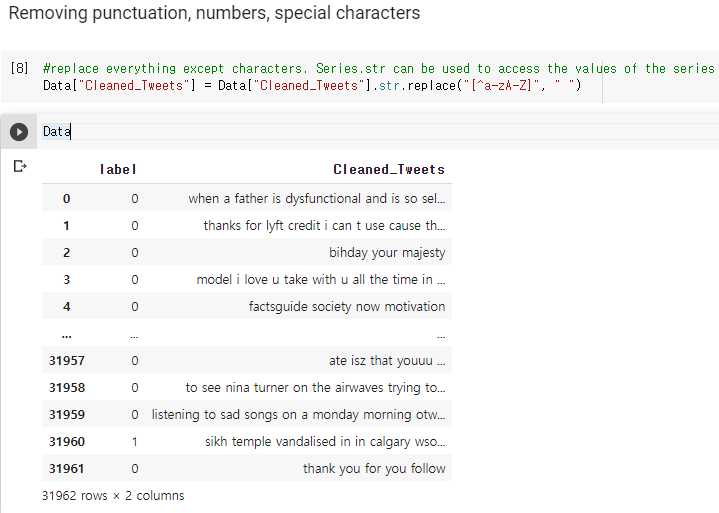 Removing punctuation, numbers, special characters
[8] #replace everything except characters. Series.str can be used to access the values of the series
Data["Cleaned_Tweets"] = Data["Cleaned_Tweets"].str.replace("[^a-zA-Z]", " ")
Data
label Cleaned_Tweets
0 0 when a father is dysfunctional and is so sel...
1 0 thanks for lyft credit i can t use cause th...
2 0 bihday your majesty
3 0 model i love u take with u all the time in ...
4 0 factsguide society now motivation
... ... ...
31957 0 ate isz that youuu ...
31958 0 to see nina turner on the airwaves trying to...
31959 0 listening to sad songs on a monday morning otw...
31960 1 sikh temple vandalised in in calgary wso...
31961 0 thank you for you follow
31962 rows × 2 columns